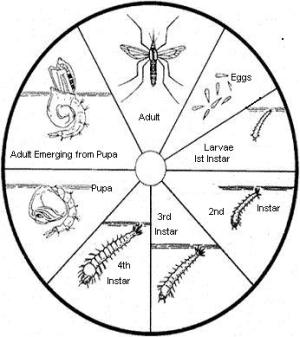 Adult
Eggs
Larvae
Ist Instar
2nd Instar
3rd
Instar
4th
Instar
Pupa
Adult Emerging from Pupa